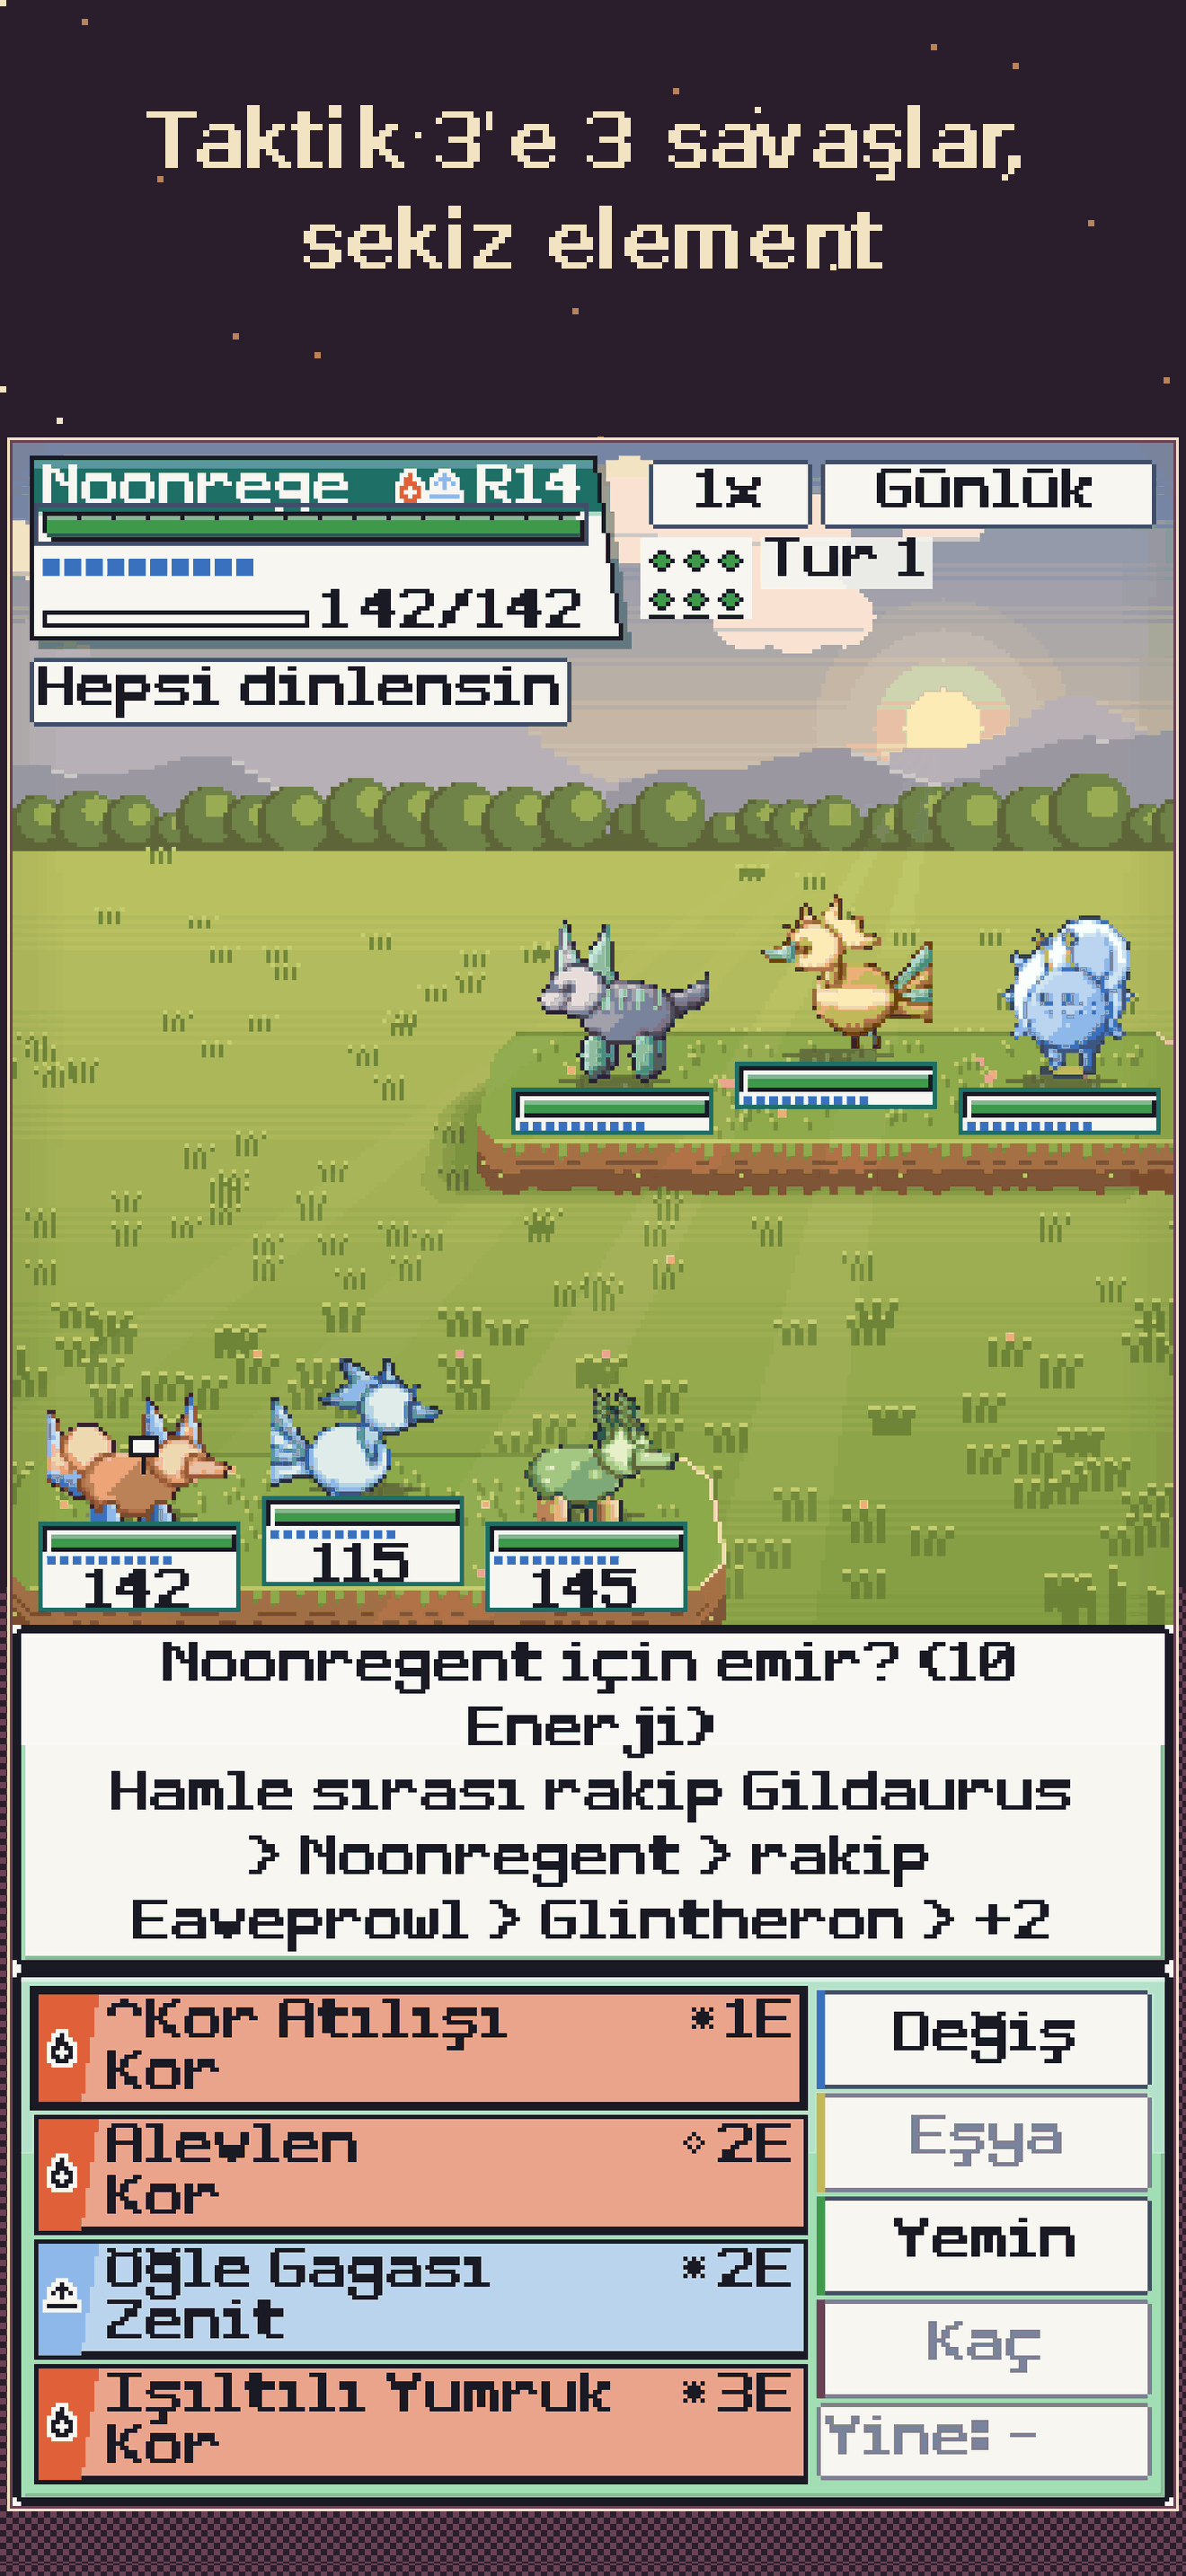 Taktik 3'e 3 savaşlar,
sekiz element
Noonrege R14
1x
Günlük
142/142
Tur 1
Hepsi dinlensin
142
115
145
Noonregent için emir? (10
Enerji)
Hamle sırası rakip Gildaurus
> Noonregent > rakip
Eaveprowl > Glintheron > +2
^Kor Atılışı *1E
Kor
Alevlen ◇2E
Kor
Öğle Gagası *2E
Zenit
Işıltılı Yumruk *3E
Kor
Değiş
Eşya
Yemin
Kaç
Yine: -